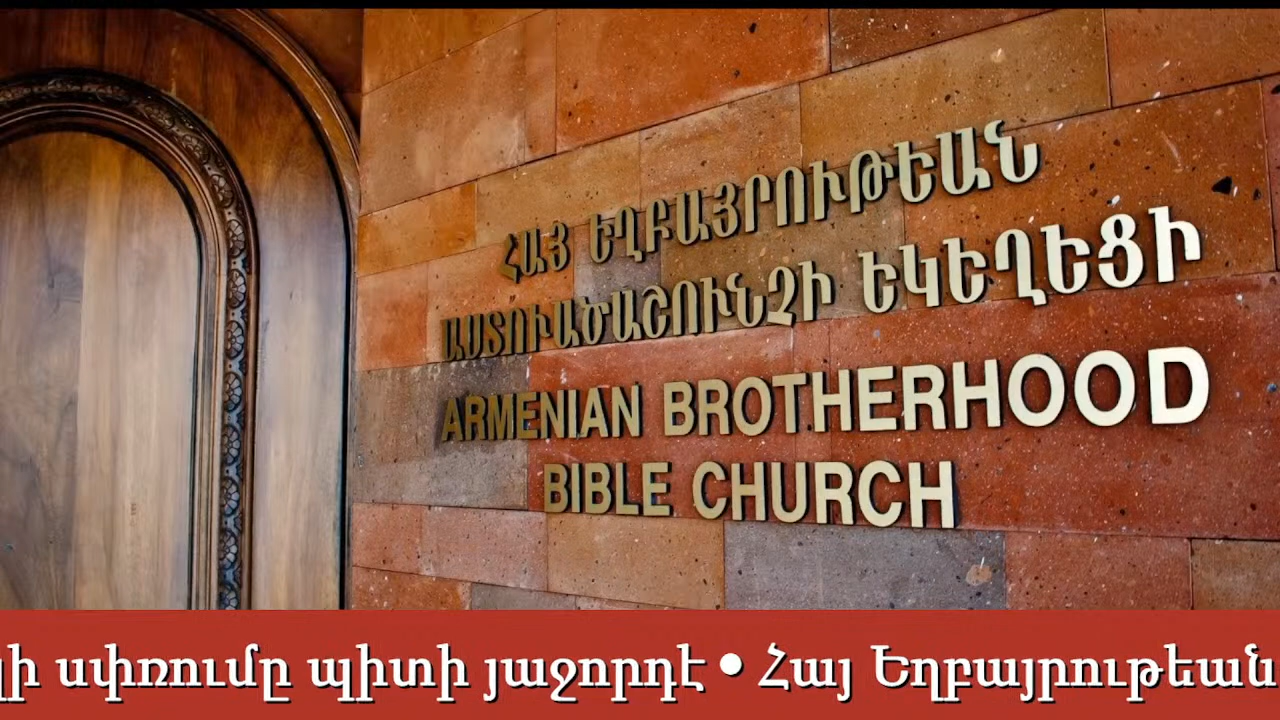 ՀԱՅ ԵՂԲԱՅՐՈՒԹԵԱՆ
ԱՍՏՈՒԱԾԱՇՈՒՆՉԻ ԵԿԵՂԵՑԻ
ARMENIAN BROTHERHOOD
BIBLE CHURCH
սփռումը պիտի յաջորդէ • Հայ Եղբայրութեան